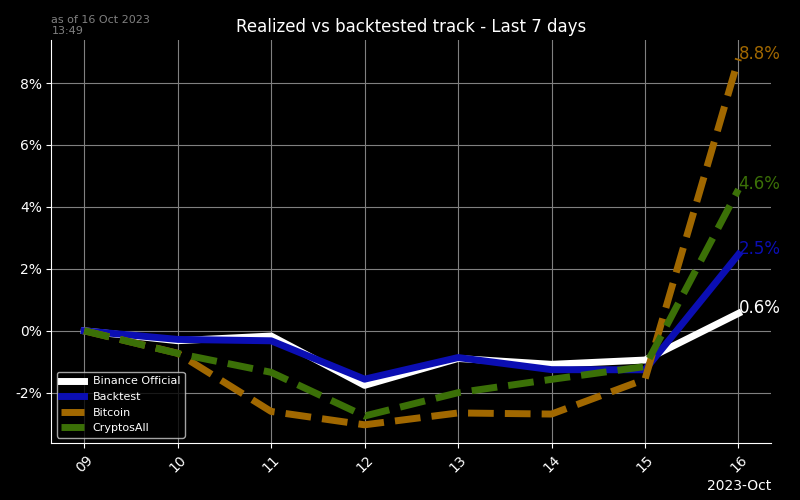 as of 16 Oct 2023
13:49
Realized vs backtested track - Last 7 days
8.8%
8%
6%
4.6%
4%
2.5%
2%
0.6%
0%
-2%
Binance Official
Backtest
Bitcoin
CryptosAll
09
10
11
12
13
14
15
16
2023-Oct